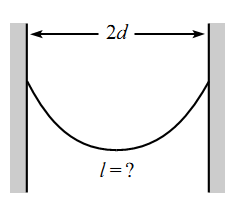 2d
l = ?